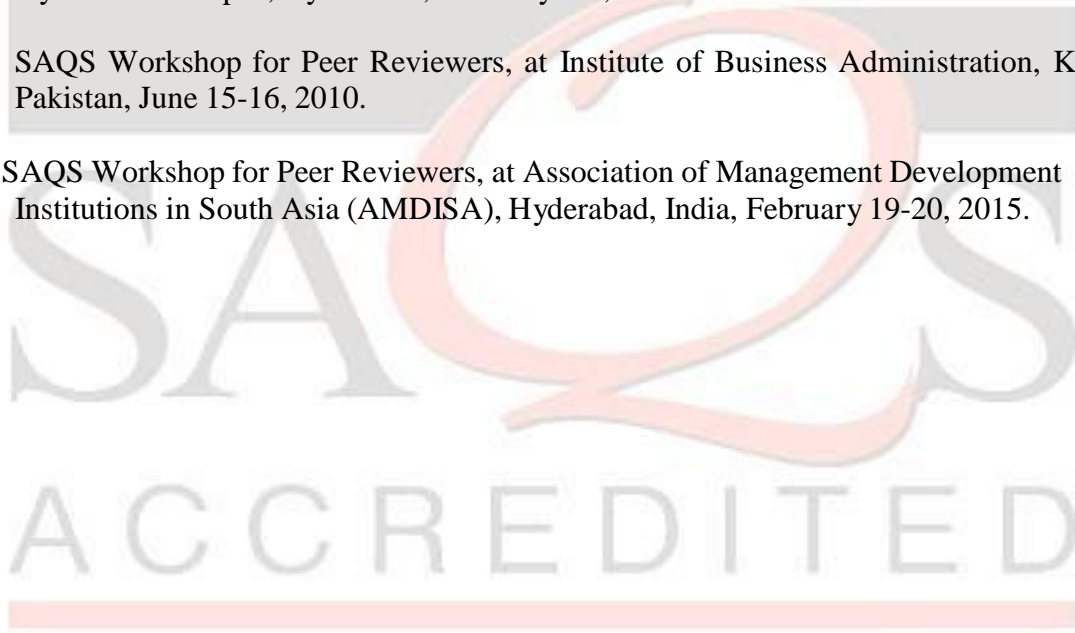 SAQS Workshop for Peer Reviewers, at Institute of Business Administration, K
Pakistan, June 15-16, 2010.
SAQS Workshop for Peer Reviewers, at Association of Management Development
Institutions in South Asia (AMDISA), Hyderabad, India, February 19-20, 2015.
SAQS
ACCREDITED